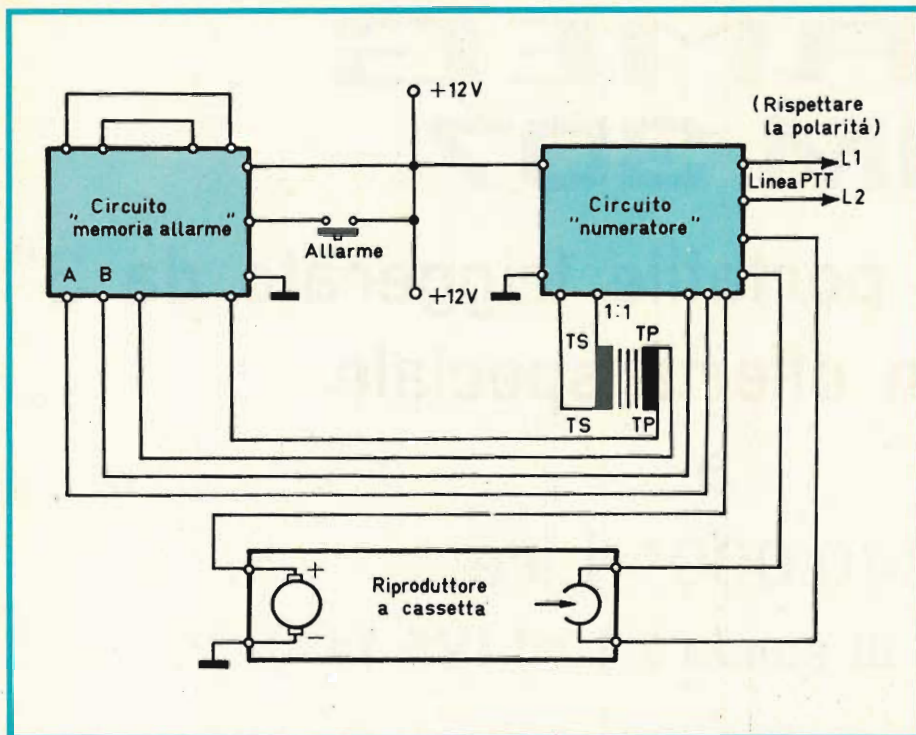 +12V
(Rispettare
la polaritá)
L1
Linea PTT
L2
" Circuito
memoria allarme "
A B
Allarme
+12V
Circuito
"numeratore"
1:1
TS TP
TS TP
+
Riproduttore
a cassetta
−